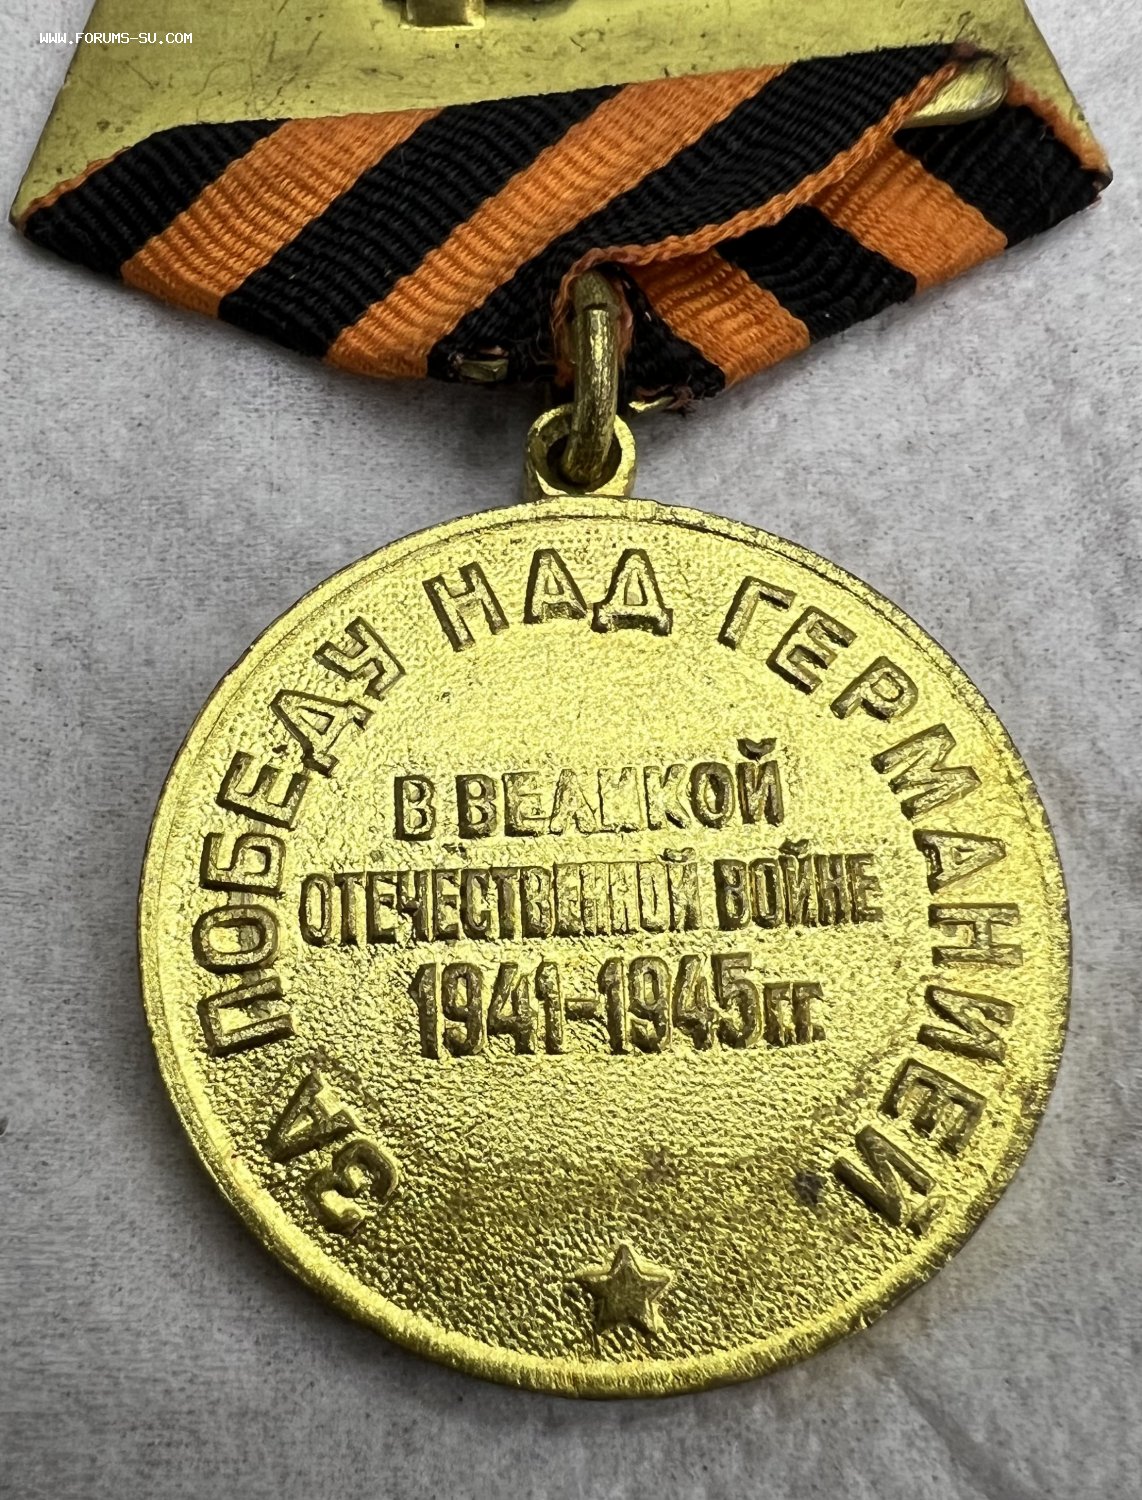 WWW.FORUMS-SU.COM
ЗА ПОБЕДУ НАД ГЕРМАНИЕЙ
В ВЕЛИКОЙ
ОТЕЧЕСТВЕННОЙ ВОЙНЕ
1941-1945гг.